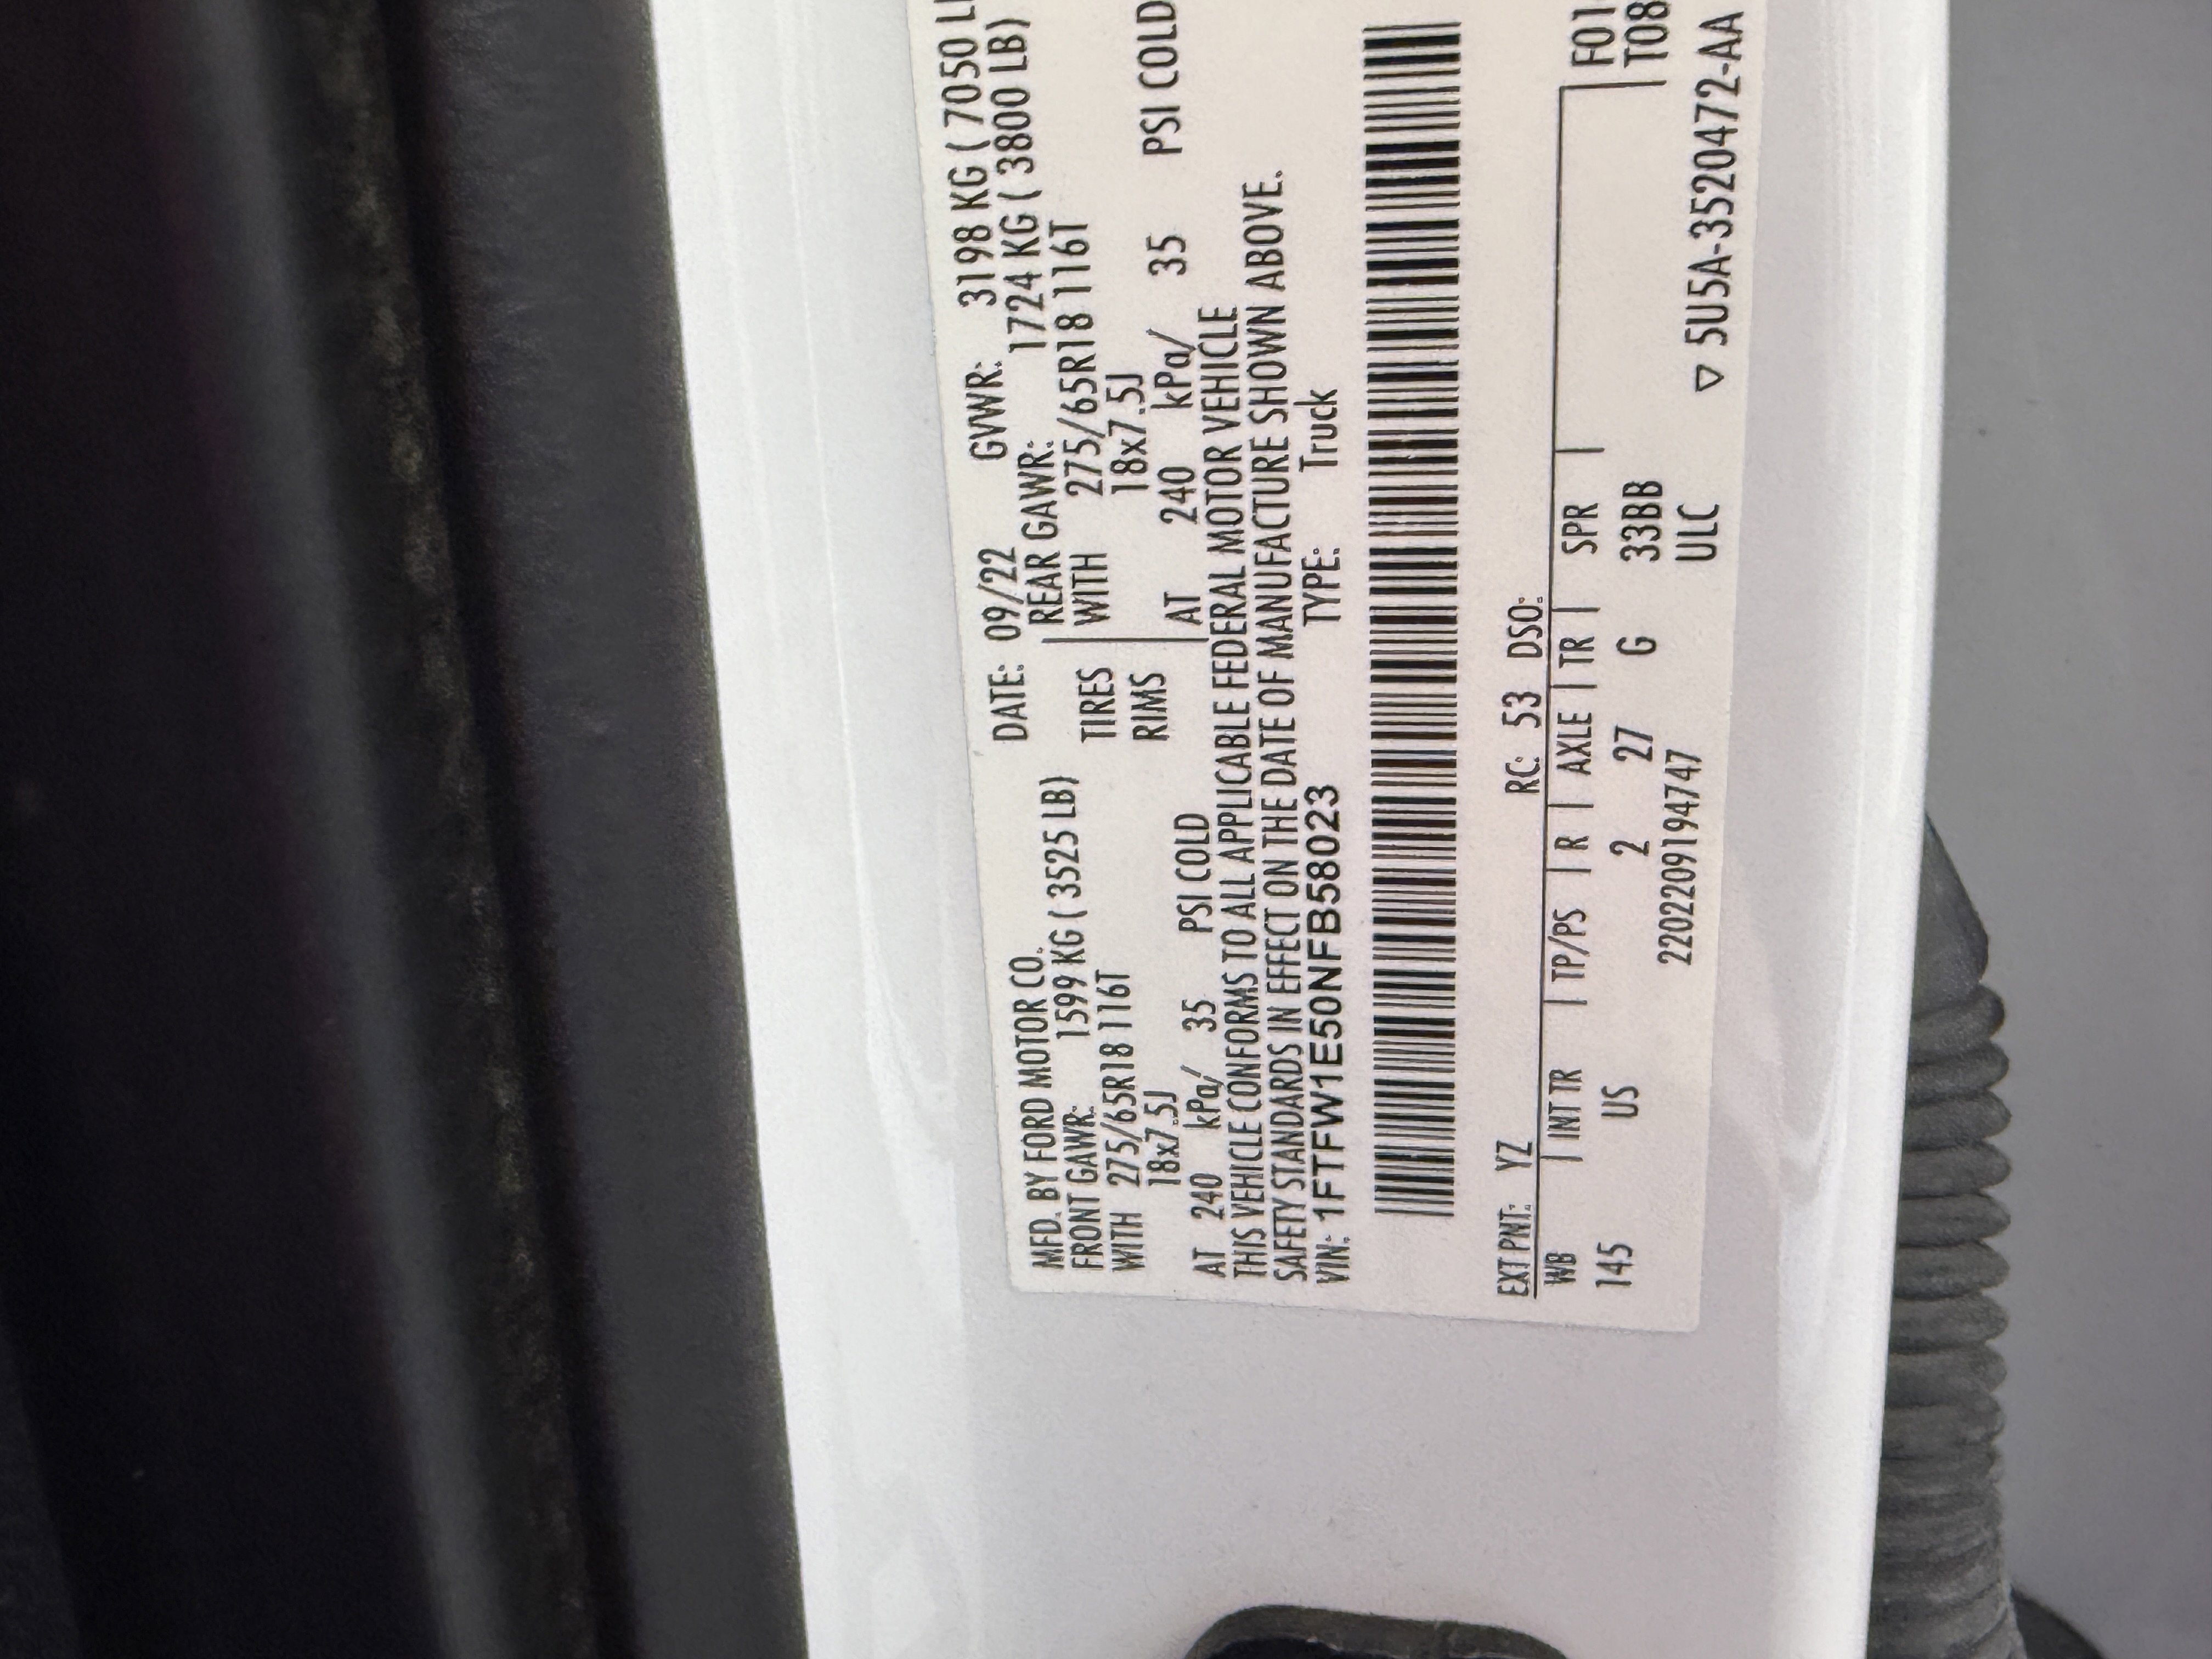 MFD. BY FORD MOTOR CO. DATE: 09/22 GVWR: 3198 KG ( 7050 L
FRONT GAWR: 1599 KG ( 3525 LB) REAR GAWR: 1724 KG ( 3800 LB)
WITH 275/65R18 116T TIRES WITH 275/65R18 116T
18x7.5J RIMS 18x7.5J
AT 240 kPa/ 35 PSI COLD AT 240 kPa/ 35 PSI COLD
THIS VEHICLE CONFORMS TO ALL APPLICABLE FEDERAL MOTOR VEHICLE
SAFETY STANDARDS IN EFFECT ON THE DATE OF MANUFACTURE SHOWN ABOVE.
VIN: 1FTFW1E50NFB58023 TYPE: Truck
EXT PNT: YZ RC: 53 DSO:
WB | INT TR | TP/PS | R | AXLE | TR | SPR |
145 US 2 27 G 33BB
F01
T08
2202209194747 ULC
▽ 5U5A-3520472-AA